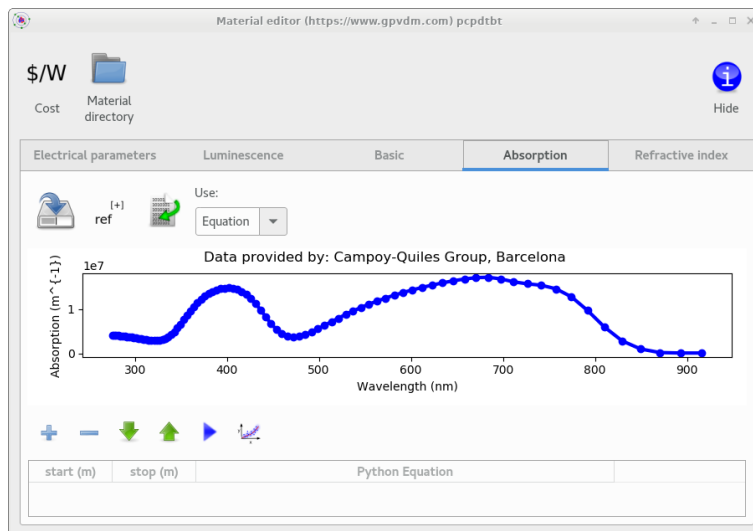 Material editor (https://www.gpvdm.com) pcpdtbt
$/W
Cost
Material
directory
Hide
Electrical parameters Luminescence Basic Absorption Refractive index
[+]
ref
Use:
Equation
Data provided by: Campoy-Quiles Group, Barcelona
1e7
Absorption (m^{-1})
1
0
300 400 500 600 700 800 900
Wavelength (nm)
start (m) stop (m) Python Equation